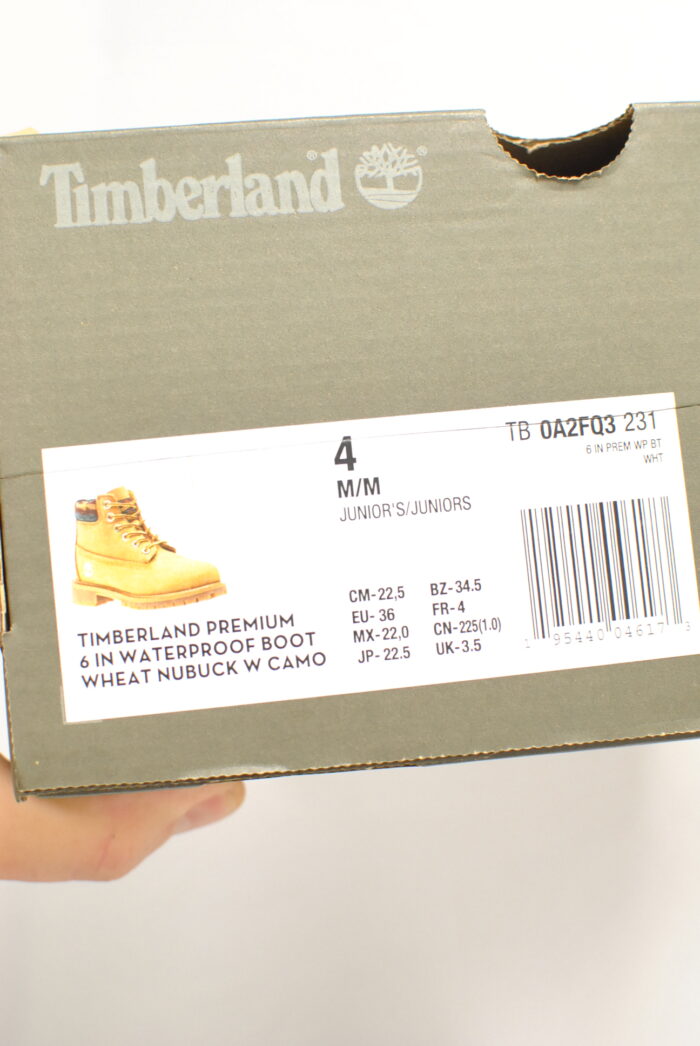 Timberland®
®
TB 0A2FQ3 231
6 IN PREM WP BT
WHT
4
M/M
JUNIOR'S/JUNIORS
CM-22,5 BZ-34.5
EU-36 FR-4
MX-22,0 CN-225(1.0)
JP-22.5 UK-3.5
TIMBERLAND PREMIUM
6 IN WATERPROOF BOOT
WHEAT NUBUCK W CAMO
1 95440 04617 3